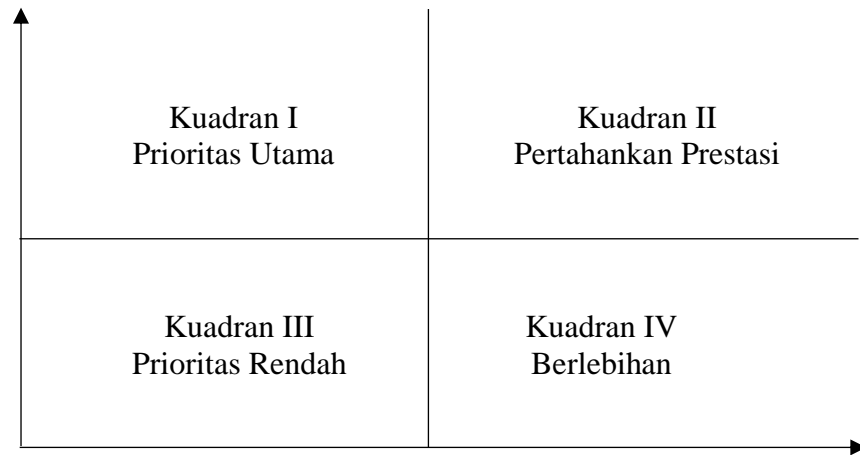 Kuadran I
Prioritas Utama
Kuadran II
Pertahankan Prestasi
Kuadran III
Prioritas Rendah
Kuadran IV
Berlebihan